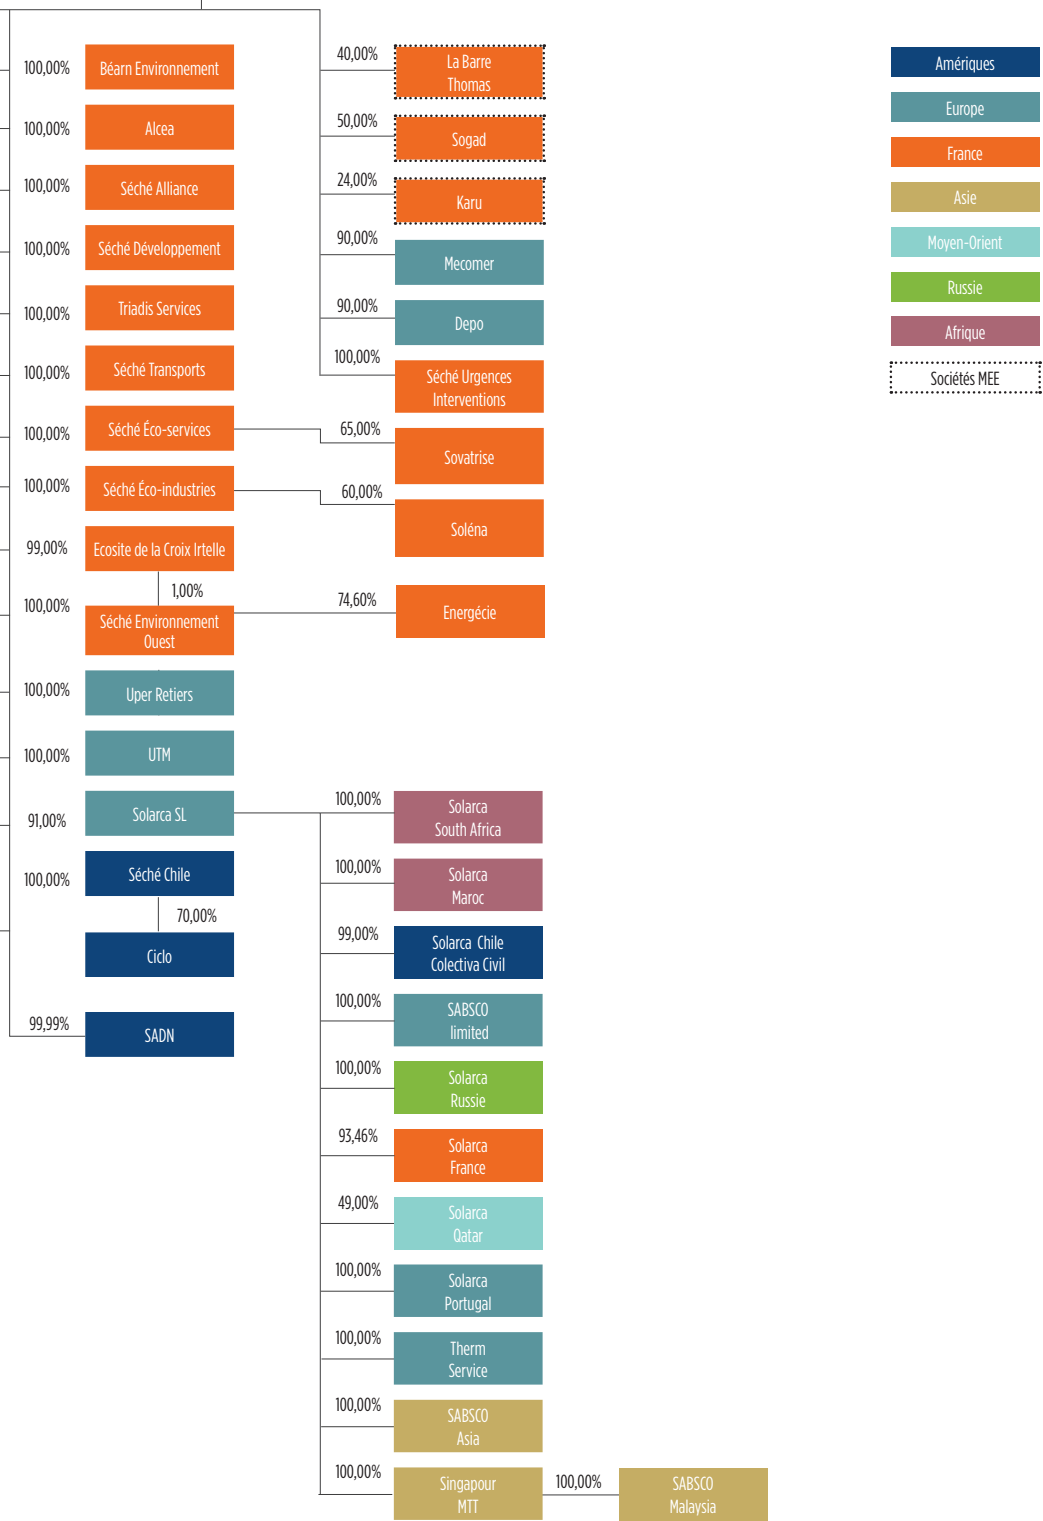 100,00%
Béarn Environnement
100,00%
Alcea
100,00%
Séché Alliance
100,00%
Séché Développement
100,00%
Triadis Services
100,00%
Séché Transports
100,00%
Séché Éco-services
100,00%
Séché Éco-industries
99,00%
Ecosite de la Croix Irtelle
1,00%
100,00%
Séché Environnement
Ouest
100,00%
Uper Retiers
100,00%
UTM
91,00%
Solarca SL
100,00%
Séché Chile
70,00%
Ciclo
99,99%
SADN
40,00%
La Barre
Thomas
50,00%
Sogad
24,00%
Karu
90,00%
Mecomer
90,00%
Depo
100,00%
Séché Urgences
Interventions
65,00%
Sovatrise
60,00%
Soléna
74,60%
Energécie
100,00%
Solarca
South Africa
100,00%
Solarca
Maroc
99,00%
Solarca Chile
Colectiva Civil
100,00%
SABSCO
limited
100,00%
Solarca
Russie
93,46%
Solarca
France
49,00%
Solarca
Qatar
100,00%
Solarca
Portugal
100,00%
Therm
Service
100,00%
SABSCO
Asia
100,00%
Singapour
MTT
100,00%
SABSCO
Malaysia
Amériques
Europe
France
Asie
Moyen-Orient
Russie
Afrique
Sociétés MEE